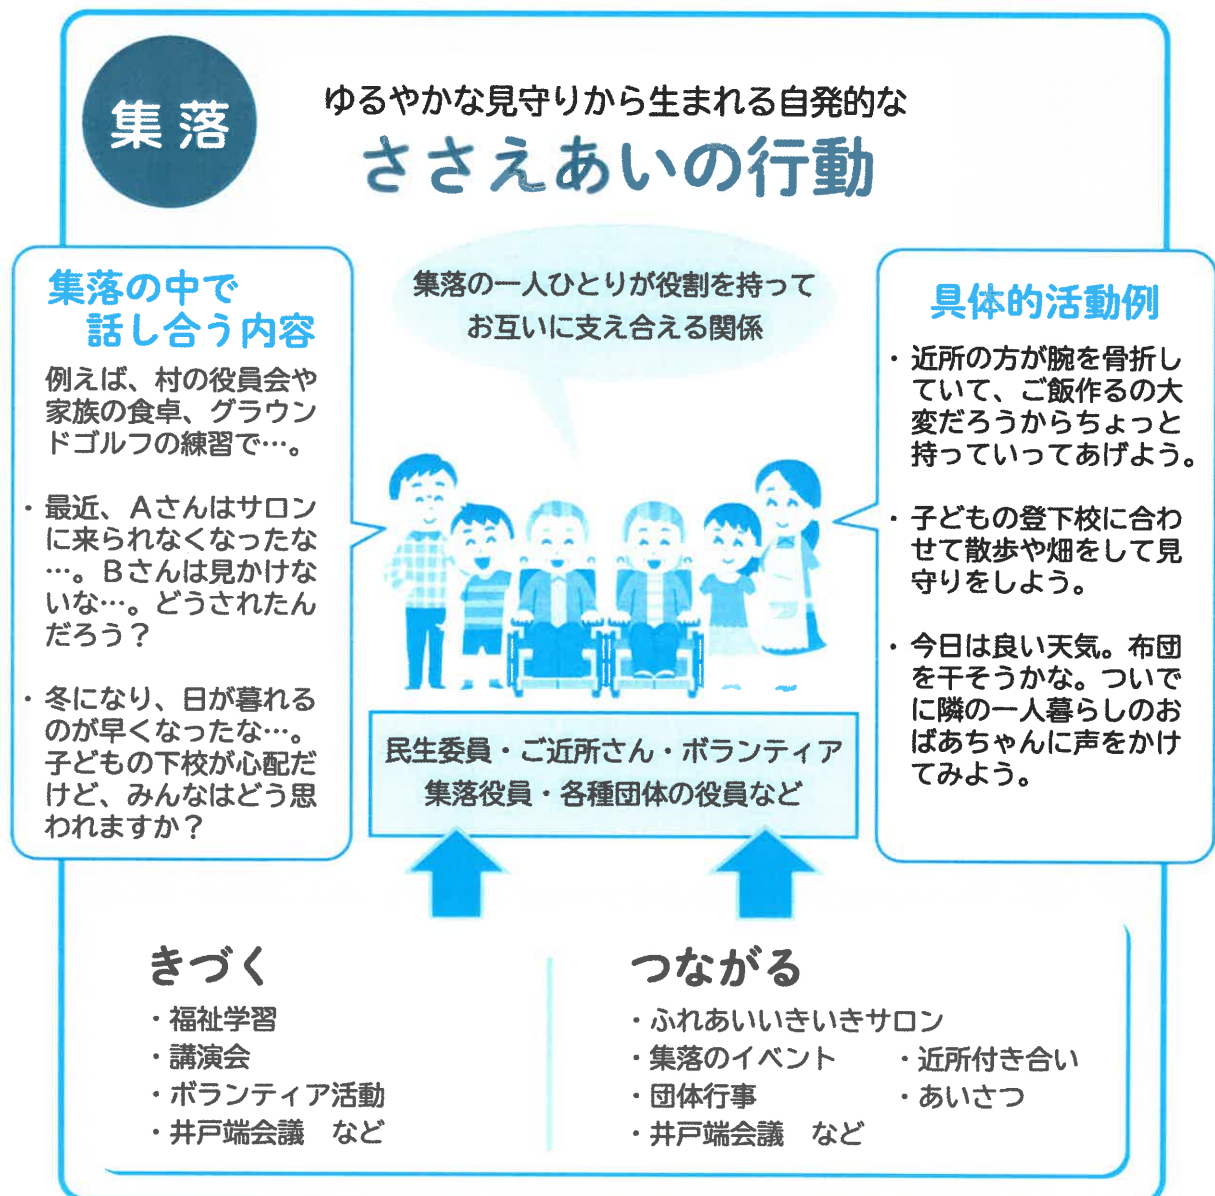 集落
ゆるやかな見守りから生まれる自発的な
ささえあいの行動
集落の中で
話し合う内容
例えば、村の役員会や
家族の食卓、グラウン
ドゴルフの練習で…。
・最近、Aさんはサロン
に来られなくなったな
…。Bさんは見かけな
いな…。どうされたん
だろう？
・冬になり、日が暮れる
のが早くなったな…。
子どもの下校が心配だ
けど、みんなはどう思
われますか？
集落の一人ひとりが役割を持って
お互いに支え合える関係
民生委員・ご近所さん・ボランティア
集落役員・各種団体の役員など
具体的活動例
・近所の方が腕を骨折し
ていて、ご飯作るの大
変だろうからちょっと
持っていってあげよう。
・子どもの登下校に合わ
せて散歩や畑をして見
守りをしよう。
・今日は良い天気。布団
を干そうかな。ついで
に隣の一人暮らしのお
ばあちゃんに声をかけ
てみよう。
きづく
・福祉学習
・講演会
・ボランティア活動
・井戸端会議　など
つながる
・ふれあいいきいきサロン
・集落のイベント　・近所付き合い
・団体行事　・あいさつ
・井戸端会議　など